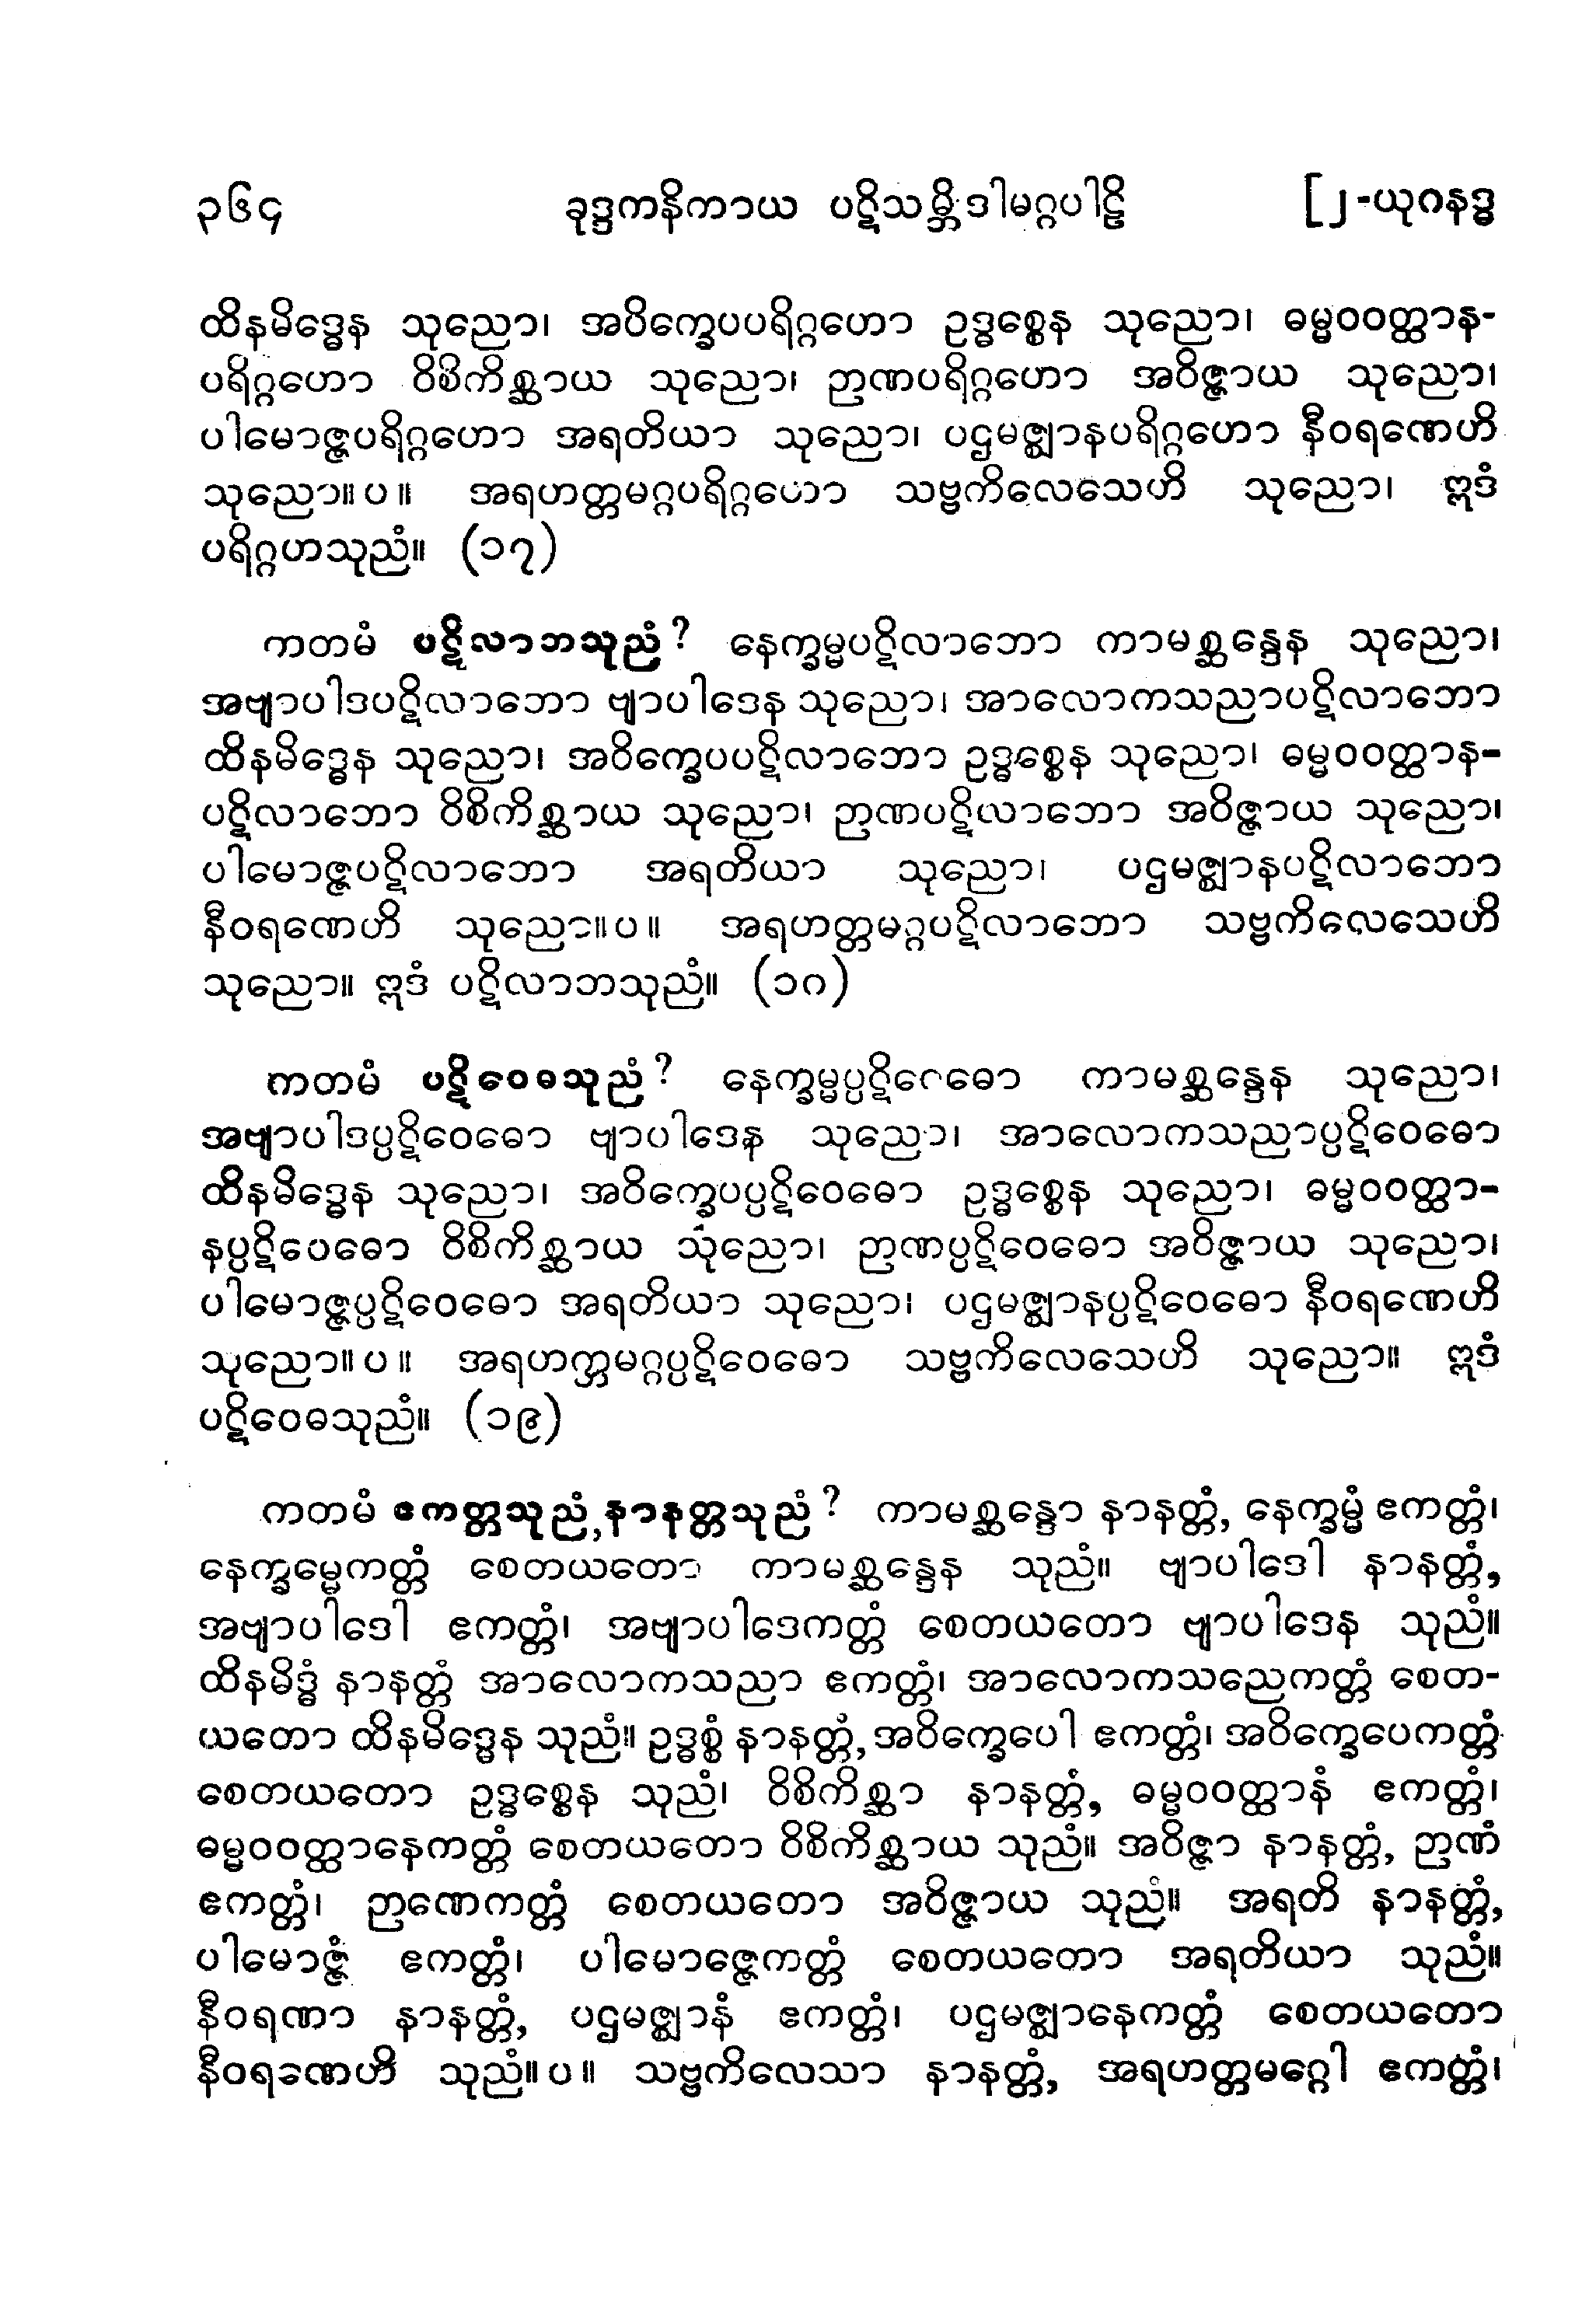 ၃၆၄ ခုဒ္ဒကနိကာယ ပဋိသမ္ဘိဒါမဂ္ဂပါဠိ [၂-ယုဂနဒ္ဓ
ထိနမိဒ္ဓေန သုညော၊ အဝိက္ခေပပရိဂ္ဂဟော ဥဒ္ဓစ္စေန သုညော၊ ဓမ္မဝဝတ္ထာန-
ပရိဂ္ဂဟော ဝိစိကိစ္ဆာယ သုညော၊ ဉာဏပရိဂ္ဂဟော အဝိဇ္ဇာယ သုညော၊
ပါမောဇ္ဇပရိဂ္ဂဟော အရတိယာ သုညော၊ ပဌမဇ္ဈာနပရိဂ္ဂဟော နီဝရဏေဟိ
သုညော။ ပ ။ အရဟတ္တမဂ္ဂပရိဂ္ဂဟော သဗ္ဗကိလေသေဟိ သုညော၊ ဣဒံ
ပရိဂ္ဂဟသုညံ။ (၁၇)
ကတမံ ပဋိလာဘသုညံ? နေက္ခမ္မပဋိလာဘော ကာမစ္ဆန္ဒေန သုညော၊
အဗျာပါဒပဋိလာဘော ဗျာပါဒေန သုညော၊ အာလောကသညာပဋိလာဘော
ထိနမိဒ္ဓေန သုညော၊ အဝိက္ခေပပဋိလာဘော ဥဒ္ဓစ္စေန သုညော၊ ဓမ္မဝဝတ္ထာန-
ပဋိလာဘော ဝိစိကိစ္ဆာယ သုညော၊ ဉာဏပဋိလာဘော အဝိဇ္ဇာယ သုညော၊
ပါမောဇ္ဇပဋိလာဘော အရတိယာ သုညော၊ ပဌမဇ္ဈာနပဋိလာဘော
နီဝရဏေဟိ သုညော။ ပ ။ အရဟတ္တမဂ္ဂပဋိလာဘော သဗ္ဗကိလေသေဟိ
သုညော။ ဣဒံ ပဋိလာဘသုညံ။ (၁၈)
ကတမံ ပဋိဝေဓသုညံ? နေက္ခမ္မပ္ပဋိဝေဓော ကာမစ္ဆန္ဒေန သုညော၊
အဗျာပါဒပ္ပဋိဝေဓော ဗျာပါဒေန သုညော၊ အာလောကသညာပ္ပဋိဝေဓော
ထိနမိဒ္ဓေန သုညော၊ အဝိက္ခေပပ္ပဋိဝေဓော ဥဒ္ဓစ္စေန သုညော၊ ဓမ္မဝဝတ္ထာ-
နပ္ပဋိဝေဓော ဝိစိကိစ္ဆာယ သုညော၊ ဉာဏပ္ပဋိဝေဓော အဝိဇ္ဇာယ သုညော၊
ပါမောဇ္ဇပ္ပဋိဝေဓော အရတိယာ သုညော၊ ပဌမဇ္ဈာနပ္ပဋိဝေဓော နီဝရဏေဟိ
သုညော။ ပ ။ အရဟတ္တမဂ္ဂပ္ပဋိဝေဓော သဗ္ဗကိလေသေဟိ သုညော။ ဣဒံ
ပဋိဝေဓသုညံ။ (၁၉)
ကတမံ ဧကတ္တသုညံ,နာနတ္တသုညံ? ကာမစ္ဆန္ဒော နာနတ္တံ, နေက္ခမ္မံ ဧကတ္တံ၊
နေက္ခမ္မေကတ္တံ စေတယတော ကာမစ္ဆန္ဒေန သုညံ။ ဗျာပါဒေါ နာနတ္တံ,
အဗျာပါဒေါ ဧကတ္တံ၊ အဗျာပါဒေကတ္တံ စေတယတော ဗျာပါဒေန သုညံ။
ထိနမိဒ္ဓံ နာနတ္တံ အာလောကသညာ ဧကတ္တံ၊ အာလောကသညေကတ္တံ စေတ-
ယတော ထိနမိဒ္ဓေန သုညံ။ ဥဒ္ဓစ္စံ နာနတ္တံ, အဝိက္ခေပေါ ဧကတ္တံ၊ အဝိက္ခေပေကတ္တံ
စေတယတော ဥဒ္ဓစ္စေန သုညံ၊ ဝိစိကိစ္ဆာ နာနတ္တံ, ဓမ္မဝဝတ္ထာနံ ဧကတ္တံ၊
ဓမ္မဝဝတ္ထာနေကတ္တံ စေတယတော ဝိစိကိစ္ဆာယ သုညံ။ အဝိဇ္ဇာ နာနတ္တံ, ဉာဏံ
ဧကတ္တံ၊ ဉာဏေကတ္တံ စေတယတော အဝိဇ္ဇာယ သုညံ။ အရတိ နာနတ္တံ,
ပါမောဇ္ဇံ ဧကတ္တံ၊ ပါမောဇ္ဇေကတ္တံ စေတယတော အရတိယာ သုညံ။
နီဝရဏာ နာနတ္တံ, ပဌမဇ္ဈာနံ ဧကတ္တံ၊ ပဌမဇ္ဈာနေကတ္တံ စေတယတော
နီဝရဏေဟိ သုညံ။ ပ ။ သဗ္ဗကိလေသာ နာနတ္တံ, အရဟတ္တမဂ္ဂေါ ဧကတ္တံ၊